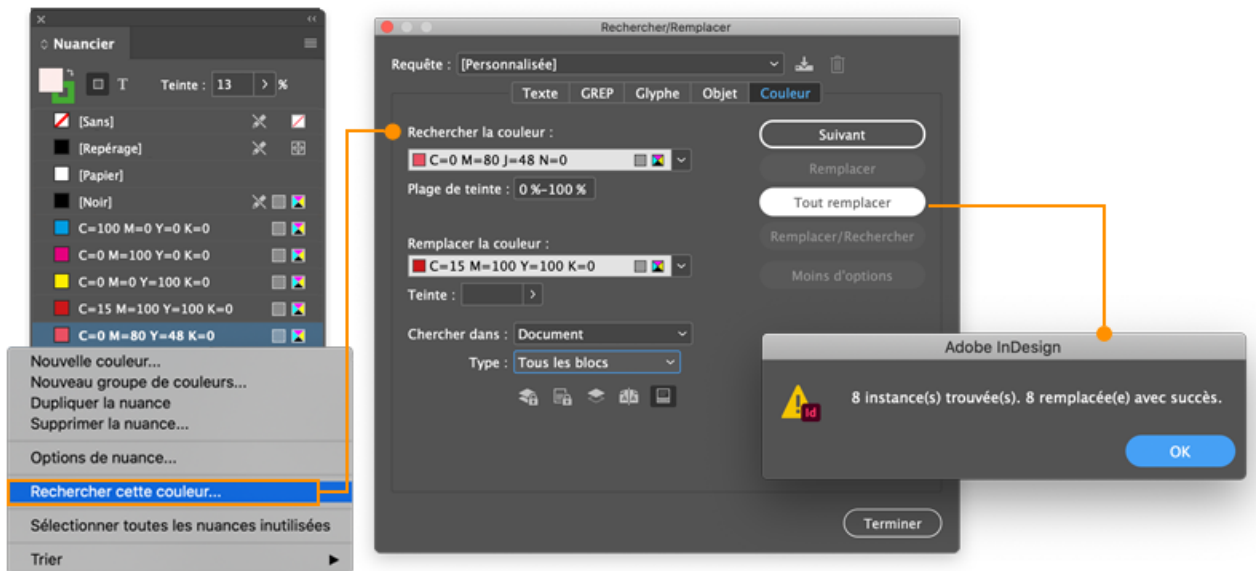 Nuancier
T
Teinte : 13 > %
[Sans]
[Repérage]
[Papier]
[Noir]
C=100 M=0 Y=0 K=0
C=0 M=100 Y=0 K=0
C=0 M=0 Y=100 K=0
C=15 M=100 Y=100 K=0
C=0 M=80 Y=48 K=0
Nouvelle couleur...
Nouveau groupe de couleurs...
Dupliquer la nuance
Supprimer la nuance...
Options de nuance...
Rechercher cette couleur...
Sélectionner toutes les nuances inutilisées
Trier
Rechercher/Remplacer
Requête : [Personnalisée]
Texte GREP Glyphe Objet Couleur
Rechercher la couleur :
C=0 M=80 J=48 N=0
Plage de teinte : 0 %-100 %
Remplacer la couleur :
C=15 M=100 Y=100 K=0
Teinte :
Chercher dans : Document
Type : Tous les blocs
Suivant
Remplacer
Tout remplacer
Remplacer/Rechercher
Moins d'options
Terminer
Adobe InDesign
Id
8 instance(s) trouvée(s). 8 remplacée(e) avec succès.
OK